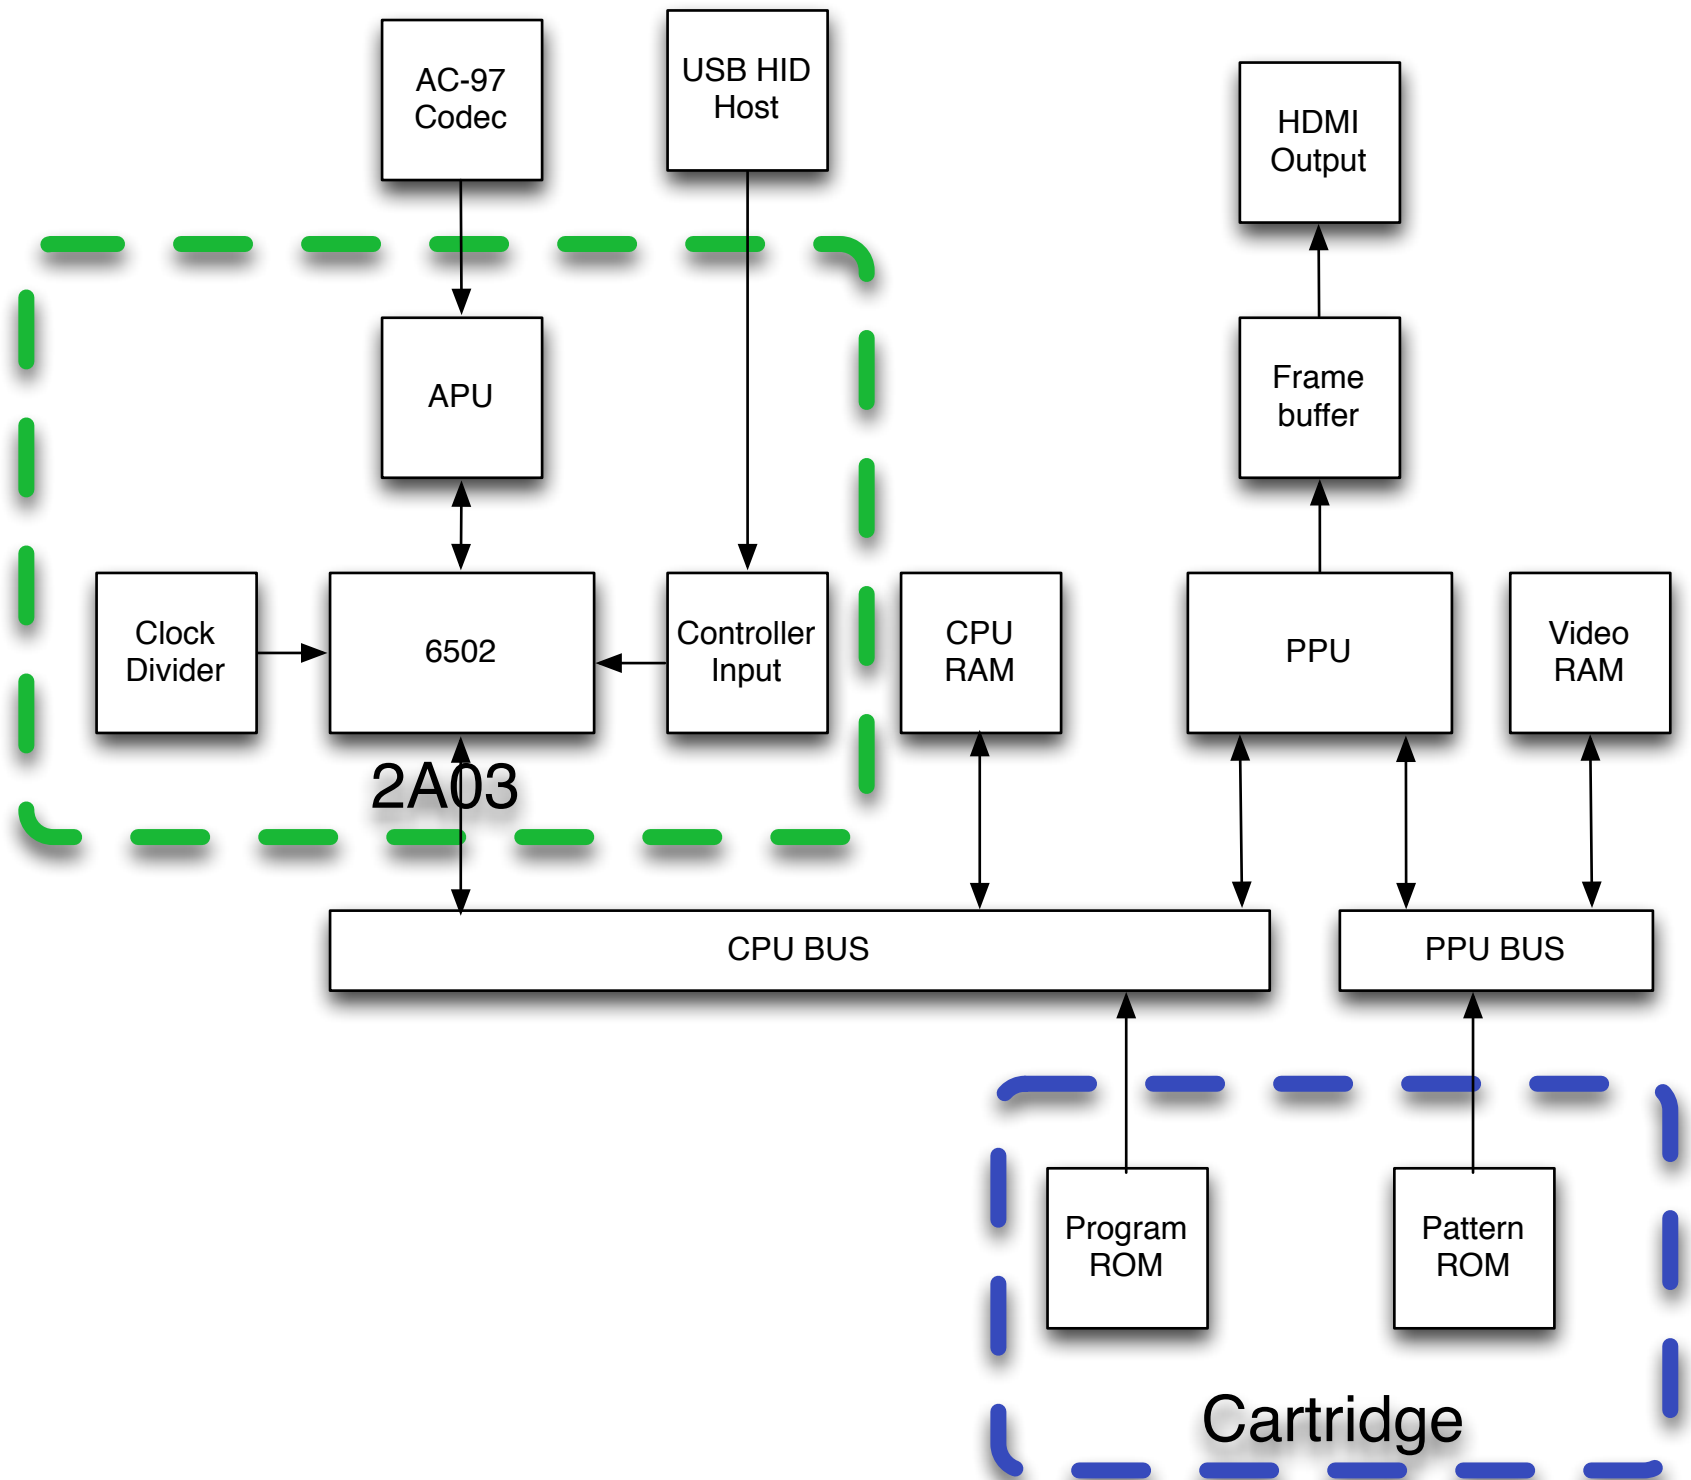 AC-97
Codec
USB HID
Host
HDMI
Output
APU
Frame
buffer
Clock
Divider
6502
Controller
Input
CPU
RAM
PPU
Video
RAM
2A03
CPU BUS
PPU BUS
Program
ROM
Pattern
ROM
Cartridge